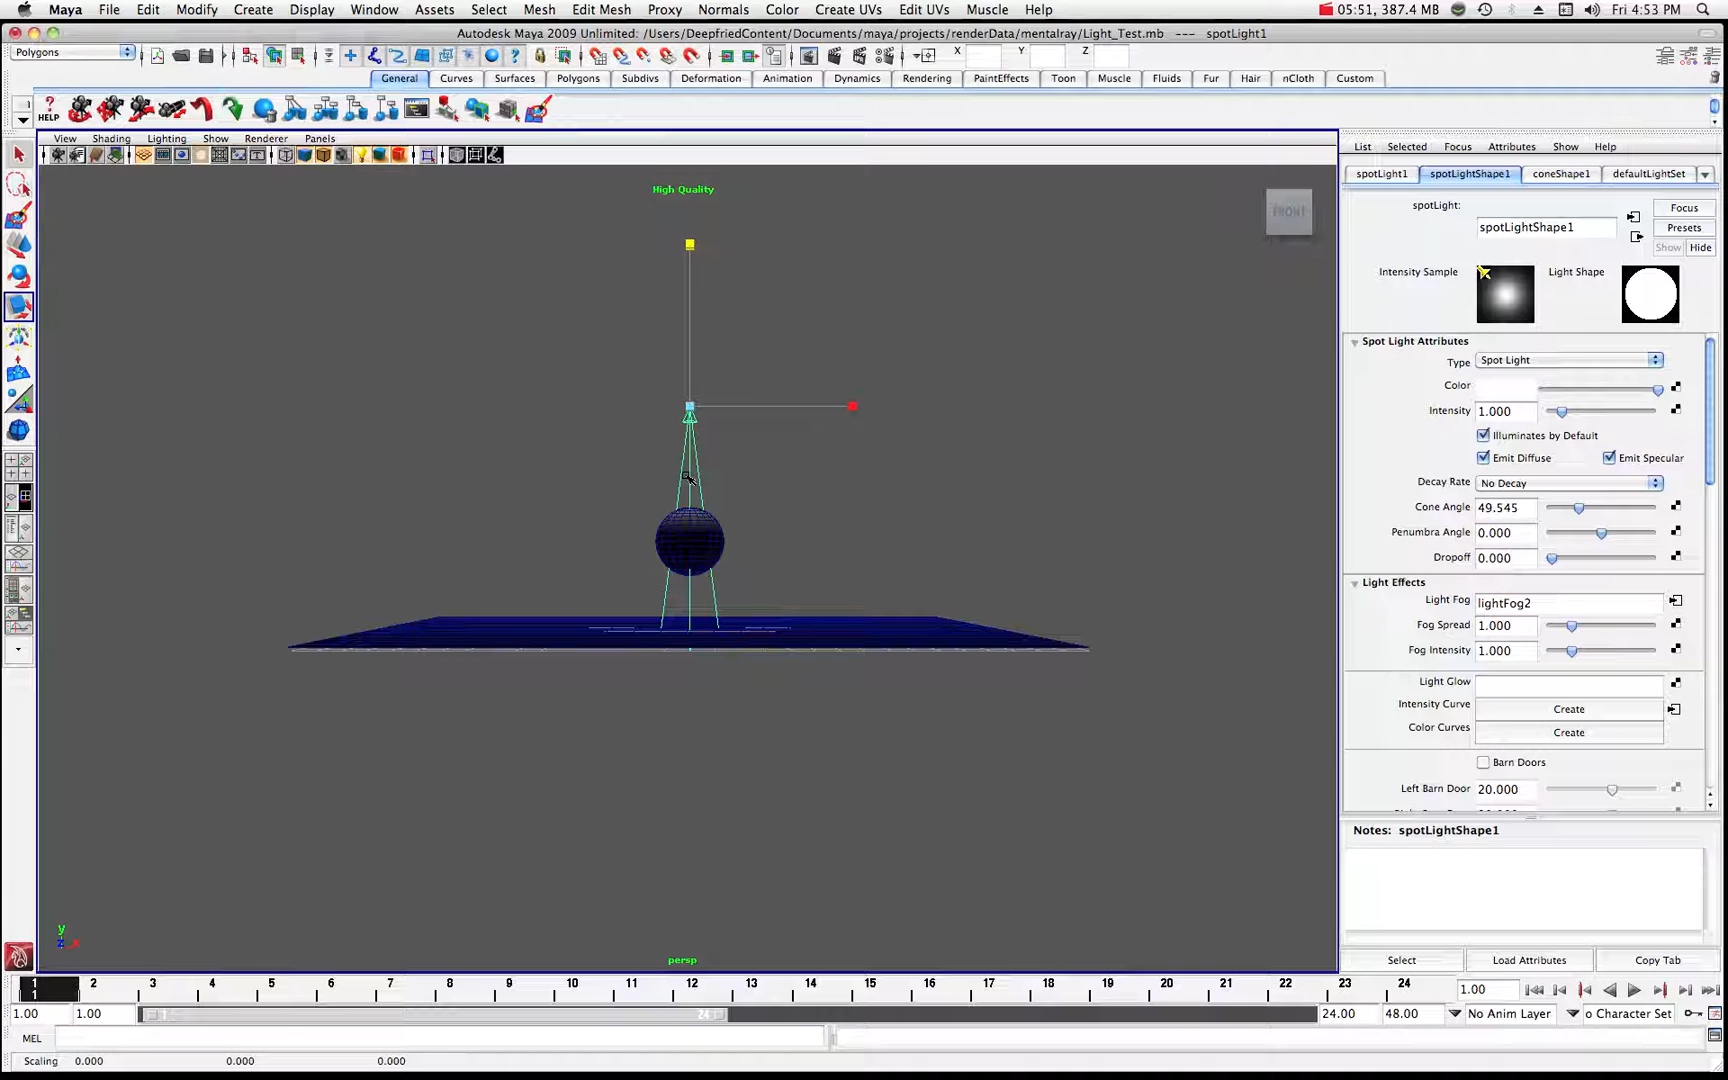 Maya File Edit Modify Create Display Window Assets Select Mesh Edit Mesh Proxy Normals Color Create UVs Edit UVs Muscle Help 05:51, 387.4 MB Fri 4:53 PM
Autodesk Maya 2009 Unlimited: /Users/DeepfriedContent/Documents/maya/projects/renderData/mentalray/Light_Test.mb --- spotLight1
Polygons X Y Z
General Curves Surfaces Polygons Subdivs Deformation Animation Dynamics Rendering PaintEffects Toon Muscle Fluids Fur Hair nCloth Custom
HELP
View Shading Lighting Show Renderer Panels
List Selected Focus Attributes Show Help
spotLight1 spotLightShape1 coneShape1 defaultLightSet
High Quality
FRONT
spotLight: Focus
spotLightShape1 Presets
Show Hide
Intensity Sample Light Shape
Spot Light Attributes
Type Spot Light
Color
Intensity 1.000
Illuminates by Default
Emit Diffuse Emit Specular
Decay Rate No Decay
Cone Angle 49.545
Penumbra Angle 0.000
Dropoff 0.000
Light Effects
Light Fog lightFog2
Fog Spread 1.000
Fog Intensity 1.000
Light Glow
Intensity Curve Create
Color Curves Create
Barn Doors
Left Barn Door 20.000
Notes: spotLightShape1
y
z x
persp
Select Load Attributes Copy Tab
1 2 3 4 5 6 7 8 9 10 11 12 13 14 15 16 17 18 19 20 21 22 23 24 1.00
1
1.00 1.00 1 24 24.00 48.00 No Anim Layer o Character Set
MEL
Scaling 0.000 0.000 0.000